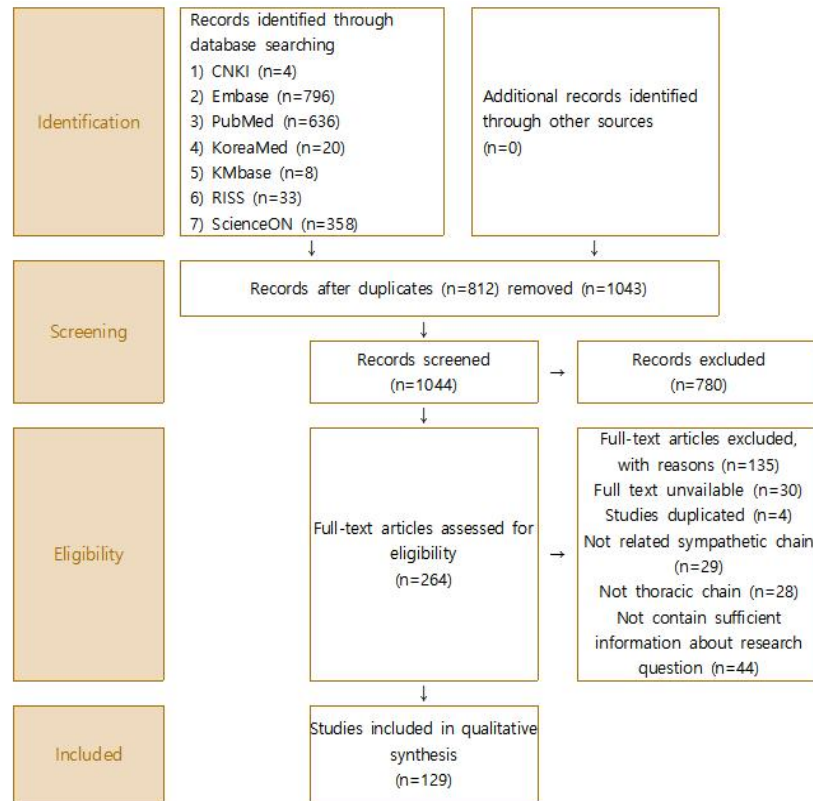 Identification
Records identified through
database searching
1) CNKI (n=4)
2) Embase (n=796)
3) PubMed (n=636)
4) KoreaMed (n=20)
5) KMbase (n=8)
6) RISS (n=33)
7) ScienceON (n=358)
Additional records identified
through other sources
(n=0)
↓ ↓
Screening
Records after duplicates (n=812) removed (n=1043)
↓
Records screened
(n=1044)
→
Records excluded
(n=780)
↓
Eligibility
Full-text articles assessed for
eligibility
(n=264)
→
Full-text articles excluded,
with reasons (n=135)
Full text unvailable (n=30)
Studies duplicated (n=4)
Not related sympathetic chain
(n=29)
Not thoracic chain (n=28)
Not contain sufficient
information about research
question (n=44)
↓
Included
Studies included in qualitative
synthesis
(n=129)